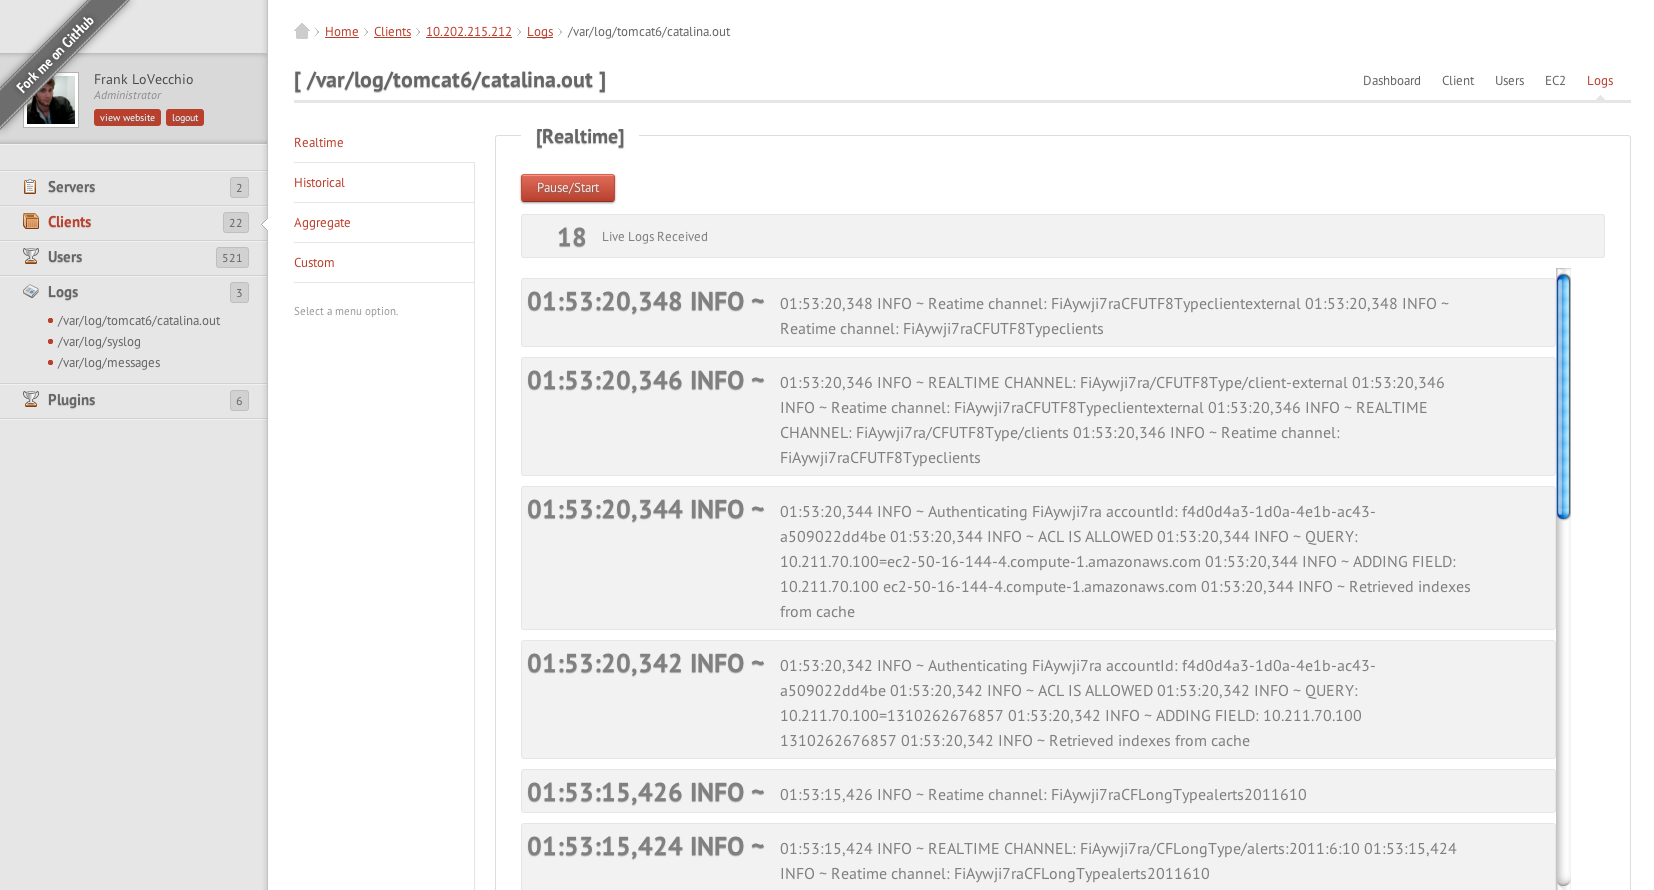 Fork me on GitHub
Frank LoVecchio
Administrator
view website logout
Servers 2
Clients 22
Users 521
Logs 3
/var/log/tomcat6/catalina.out
/var/log/syslog
/var/log/messages
Plugins 6
Home Clients 10.202.215.212 Logs /var/log/tomcat6/catalina.out
[ /var/log/tomcat6/catalina.out ]
Dashboard Client Users EC2 Logs
Realtime
Historical
Aggregate
Custom
Select a menu option.
[Realtime]
Pause/Start
18 Live Logs Received
01:53:20,348 INFO ~
01:53:20,348 INFO ~ Reatime channel: FiAywji7raCFUTF8Typeclientexternal 01:53:20,348 INFO ~
Reatime channel: FiAywji7raCFUTF8Typeclients
01:53:20,346 INFO ~
01:53:20,346 INFO ~ REALTIME CHANNEL: FiAywji7ra/CFUTF8Type/client-external 01:53:20,346
INFO ~ Reatime channel: FiAywji7raCFUTF8Typeclientexternal 01:53:20,346 INFO ~ REALTIME
CHANNEL: FiAywji7ra/CFUTF8Type/clients 01:53:20,346 INFO ~ Reatime channel:
FiAywji7raCFUTF8Typeclients
01:53:20,344 INFO ~
01:53:20,344 INFO ~ Authenticating FiAywji7ra accountId: f4d0d4a3-1d0a-4e1b-ac43-
a509022dd4be 01:53:20,344 INFO ~ ACL IS ALLOWED 01:53:20,344 INFO ~ QUERY:
10.211.70.100=ec2-50-16-144-4.compute-1.amazonaws.com 01:53:20,344 INFO ~ ADDING FIELD:
10.211.70.100 ec2-50-16-144-4.compute-1.amazonaws.com 01:53:20,344 INFO ~ Retrieved indexes
from cache
01:53:20,342 INFO ~
01:53:20,342 INFO ~ Authenticating FiAywji7ra accountId: f4d0d4a3-1d0a-4e1b-ac43-
a509022dd4be 01:53:20,342 INFO ~ ACL IS ALLOWED 01:53:20,342 INFO ~ QUERY:
10.211.70.100=1310262676857 01:53:20,342 INFO ~ ADDING FIELD: 10.211.70.100
1310262676857 01:53:20,342 INFO ~ Retrieved indexes from cache
01:53:15,426 INFO ~
01:53:15,426 INFO ~ Reatime channel: FiAywji7raCFLongTypealerts2011610
01:53:15,424 INFO ~
01:53:15,424 INFO ~ REALTIME CHANNEL: FiAywji7ra/CFLongType/alerts:2011:6:10 01:53:15,424
INFO ~ Reatime channel: FiAywji7raCFLongTypealerts2011610